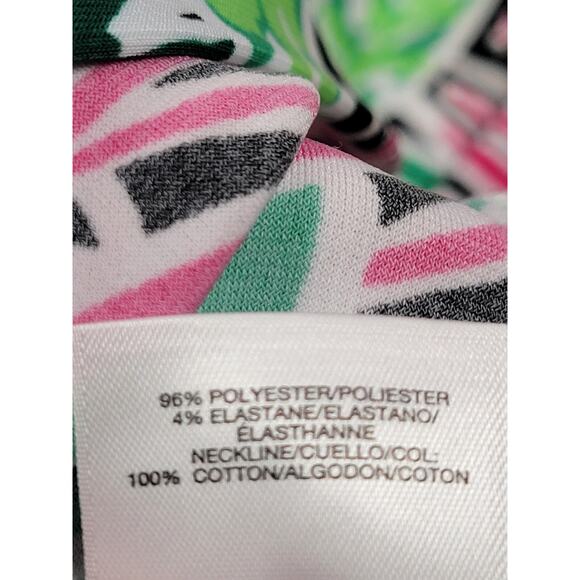 96% POLYESTER/POLIESTER
4% ELASTANE/ELASTANO/
ÉLASTHANNE
NECKLINE/CUELLO/COL:
100% COTTON/ALGODON/COTON